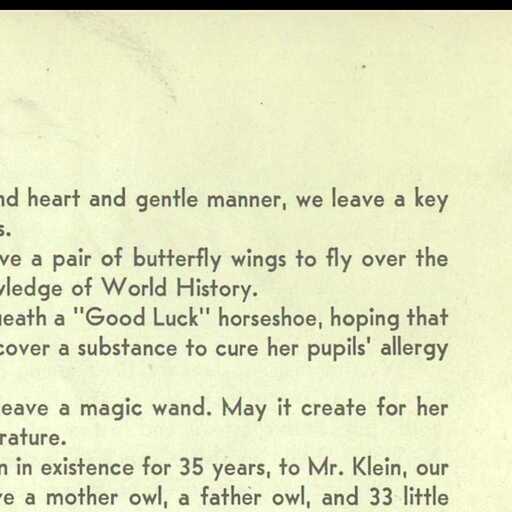 nd heart and gentle manner, we leave a key
s.
ve a pair of butterfly wings to fly over the
wledge of World History.
neath a "Good Luck" horseshoe, hoping that
cover a substance to cure her pupils' allergy
leave a magic wand. May it create for her
rature.
n in existence for 35 years, to Mr. Klein, our
ve a mother owl, a father owl, and 33 little